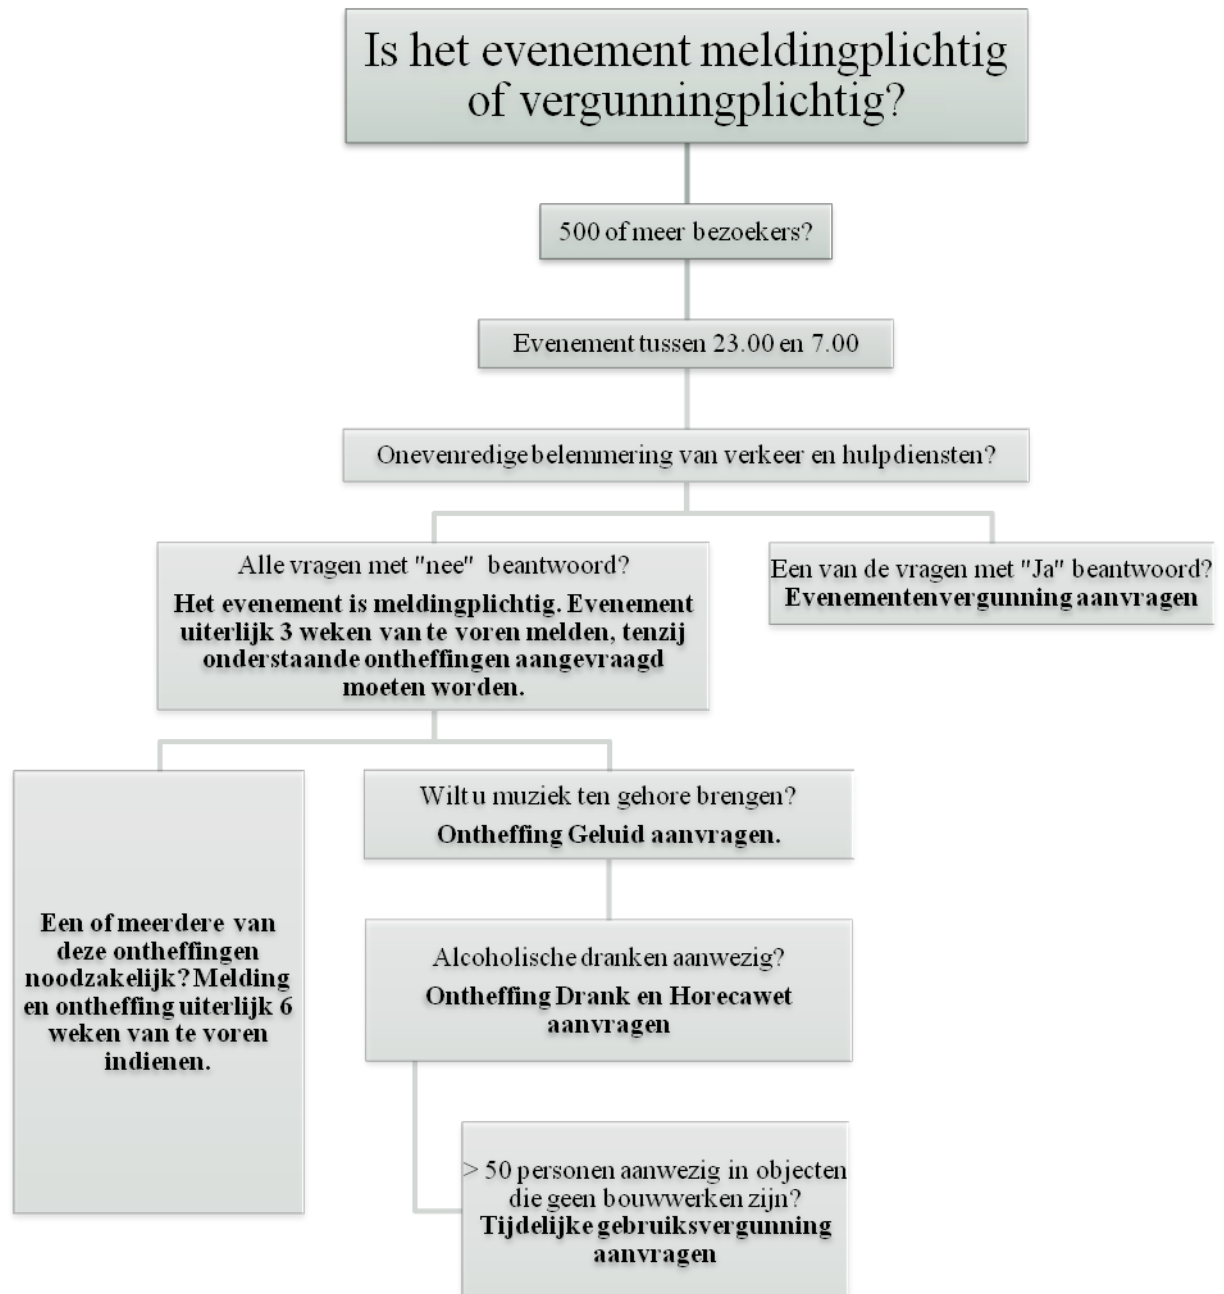 Is het evenement meldingplichtig
of vergunningplichtig?
500 of meer bezoekers?
Evenement tussen 23.00 en 7.00
Onevenredige belemmering van verkeer en hulpdiensten?
Alle vragen met "nee" beantwoord?
Het evenement is meldingplichtig. Evenement
uiterlijk 3 weken van te voren melden, tenzij
onderstaande ontheffingen aangevraagd
moeten worden.
Een van de vragen met "Ja" beantwoord?
Evenementenvergunning aanvragen
Een of meerdere van
deze ontheffingen
noodzakelijk? Melding
en ontheffing uiterlijk 6
weken van te voren
indienen.
Wilt u muziek ten gehore brengen?
Ontheffing Geluid aanvragen.
Alcoholische dranken aanwezig?
Ontheffing Drank en Horecawet
aanvragen
> 50 personen aanwezig in objecten
die geen bouwwerken zijn?
Tijdelijke gebruiksvergunning
aanvragen